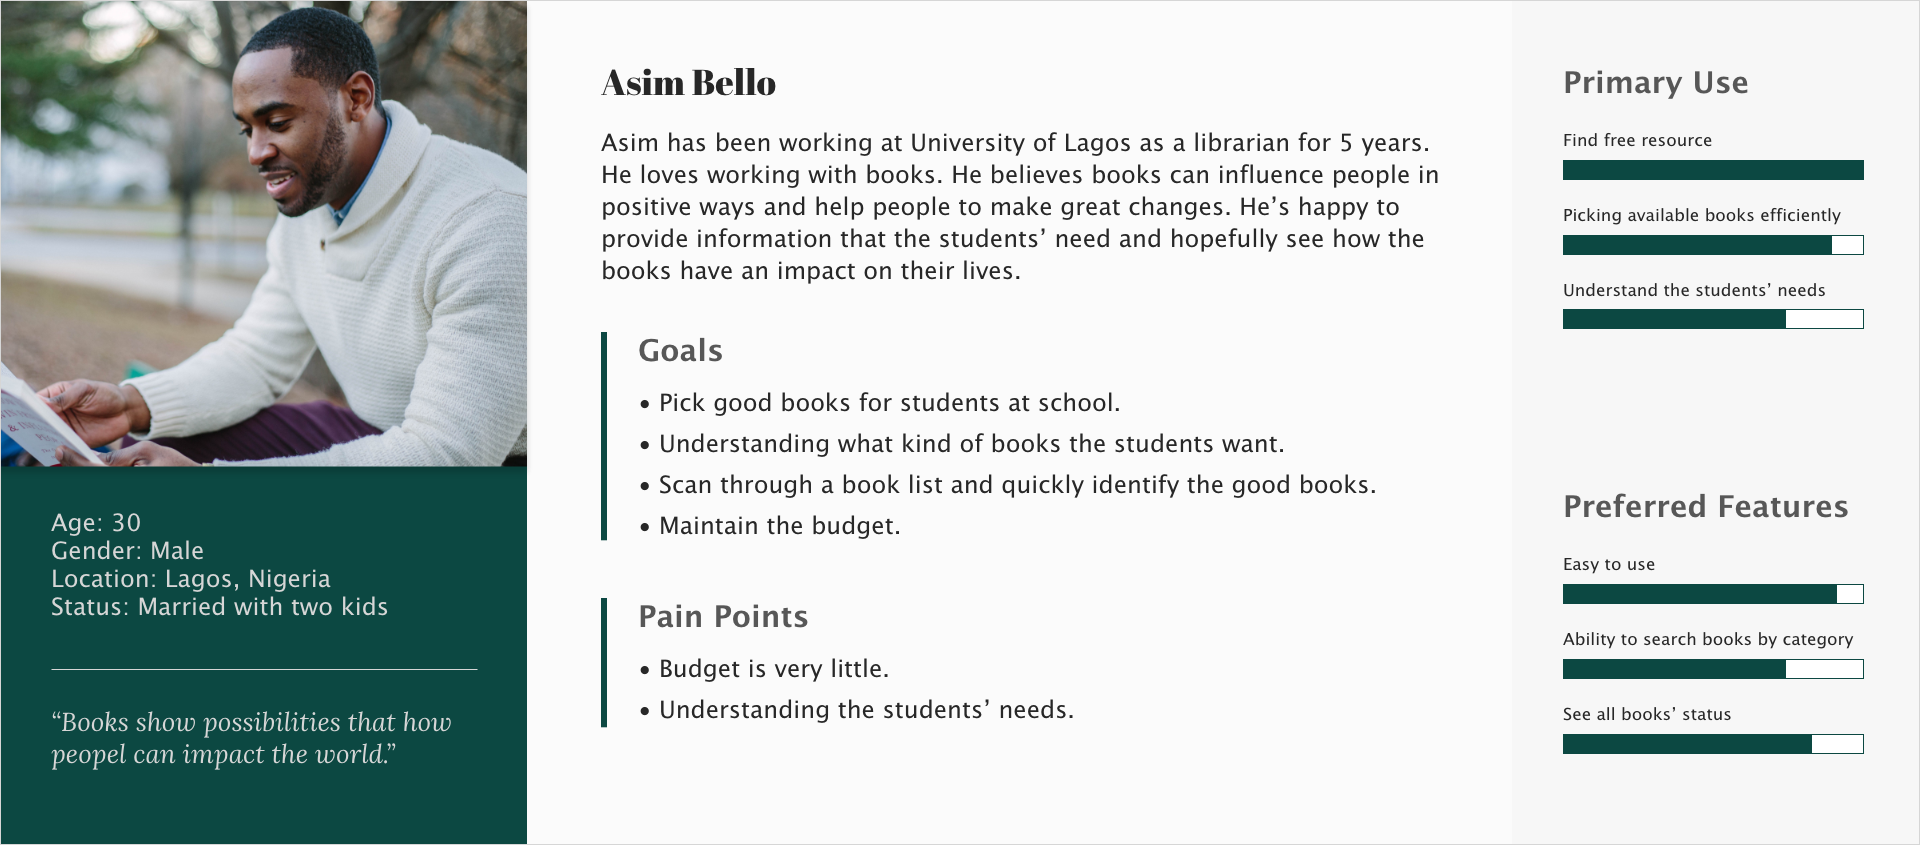 Asim Bello
Asim has been working at University of Lagos as a librarian for 5 years.
He loves working with books. He believes books can influence people in
positive ways and help people to make great changes. He’s happy to
provide information that the students’ need and hopefully see how the
books have an impact on their lives.
Goals
• Pick good books for students at school.
• Understanding what kind of books the students want.
• Scan through a book list and quickly identify the good books.
• Maintain the budget.
Pain Points
• Budget is very little.
• Understanding the students’ needs.
Age: 30
Gender: Male
Location: Lagos, Nigeria
Status: Married with two kids
“Books show possibilities that how
peopel can impact the world.”
Primary Use
Find free resource
Picking available books efficiently
Understand the students’ needs
Preferred Features
Easy to use
Ability to search books by category
See all books’ status